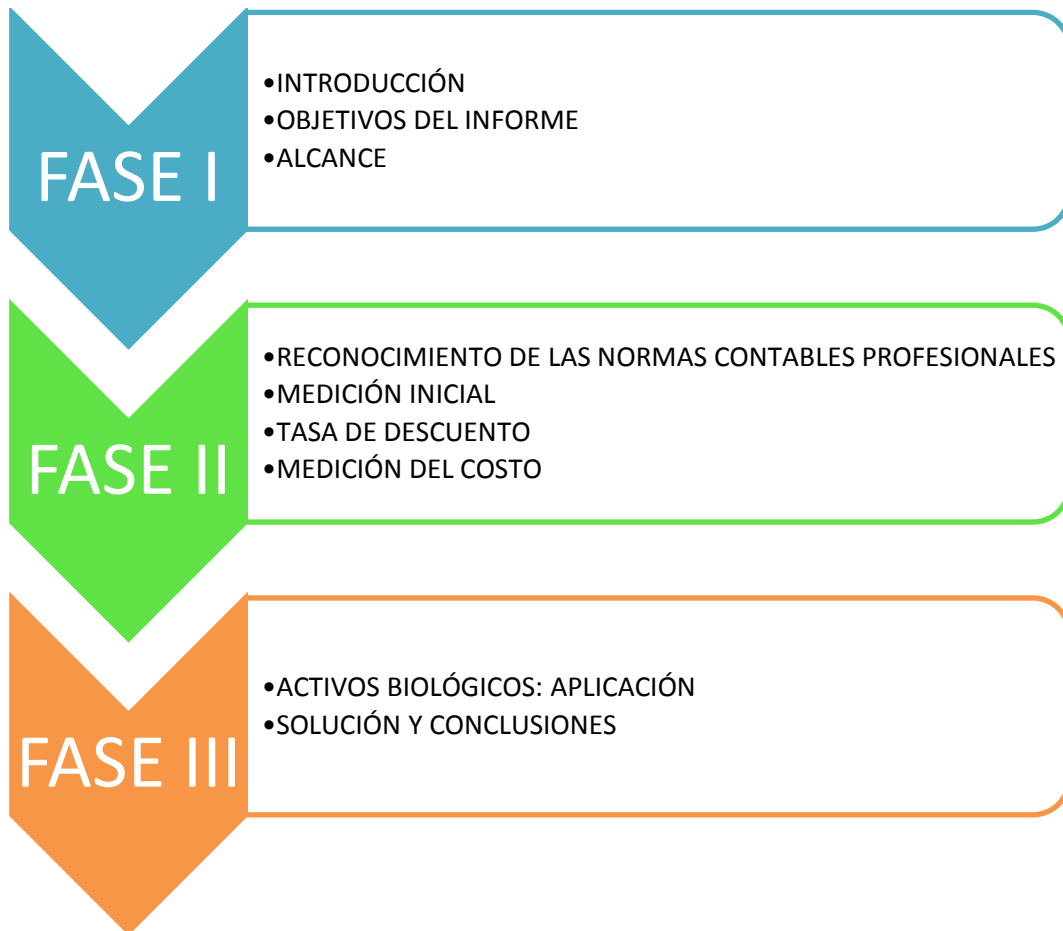 FASE I
•INTRODUCCIÓN
•OBJETIVOS DEL INFORME
•ALCANCE
FASE II
•RECONOCIMIENTO DE LAS NORMAS CONTABLES PROFESIONALES
•MEDICIÓN INICIAL
•TASA DE DESCUENTO
•MEDICIÓN DEL COSTO
FASE III
•ACTIVOS BIOLÓGICOS: APLICACIÓN
•SOLUCIÓN Y CONCLUSIONES